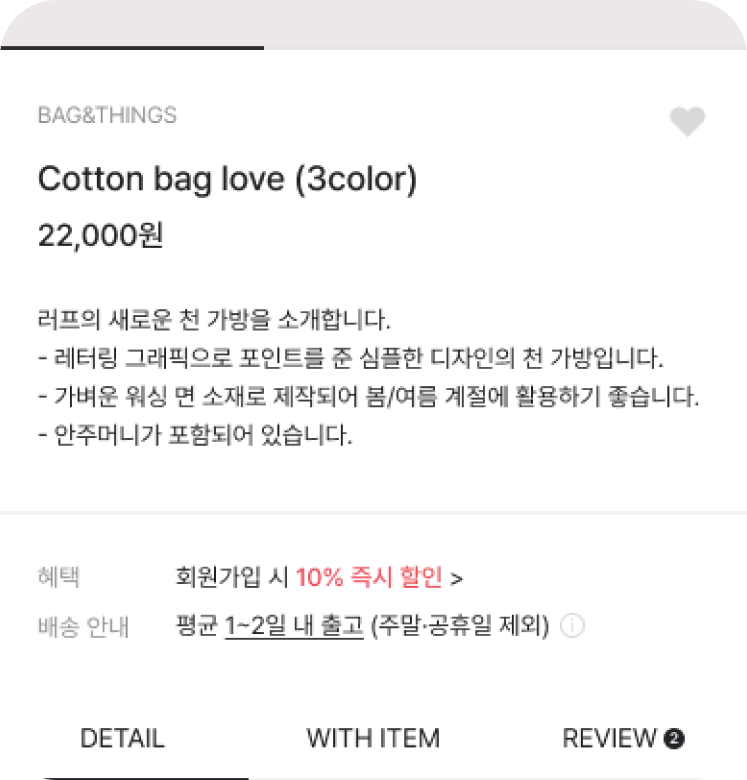 BAG&THINGS
Cotton bag love (3color)
22,000원
러프의 새로운 천 가방을 소개합니다.
- 레터링 그래픽으로 포인트를 준 심플한 디자인의 천 가방입니다.
- 가벼운 워싱 면 소재로 제작되어 봄/여름 계절에 활용하기 좋습니다.
- 안주머니가 포함되어 있습니다.
혜택 회원가입 시 10% 즉시 할인 >
배송 안내 평균 1~2일 내 출고 (주말·공휴일 제외) ⓘ
DETAIL WITH ITEM REVIEW 2